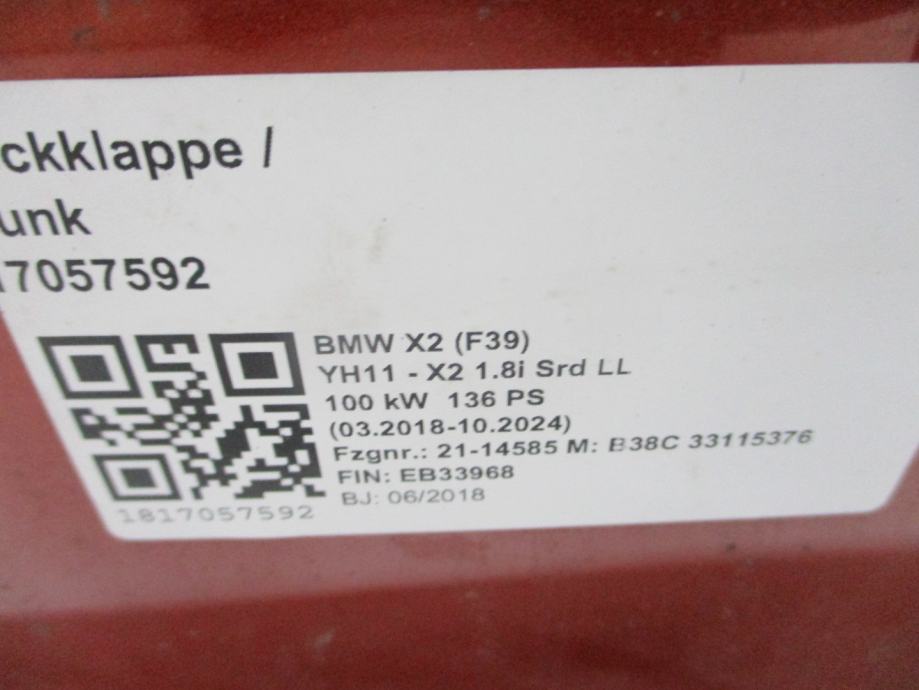 ckklappe /
unk
17057592
BMW X2 (F39)
YH11 - X2 1.8i Srd LL
100 kW 136 PS
(03.2018-10.2024)
Fzgnr.: 21-14585 M: B38C 33115376
FIN: EB33968
BJ: 06/2018
1817057592